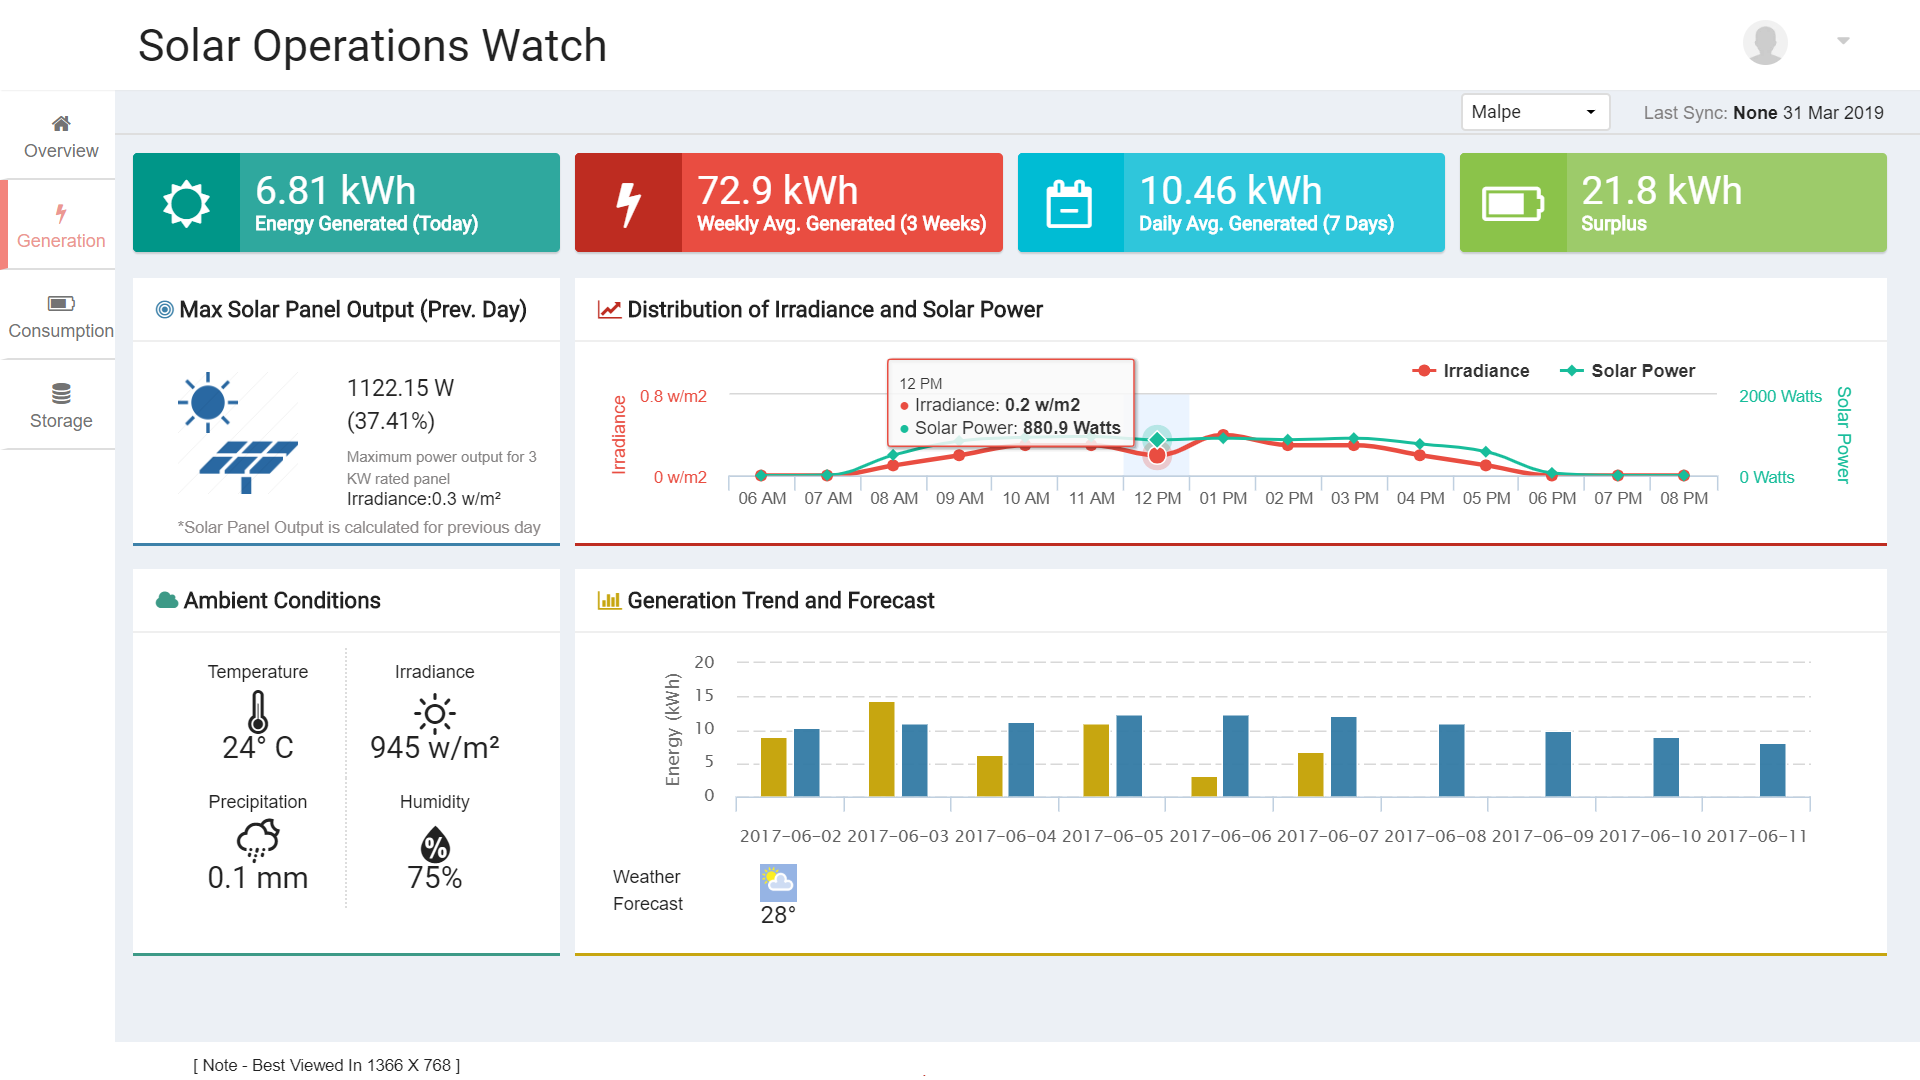 Solar Operations Watch
Malpe
Last Sync: None 31 Mar 2019
Overview
Generation
Consumption
Storage
6.81 kWh
Energy Generated (Today)
72.9 kWh
Weekly Avg. Generated (3 Weeks)
10.46 kWh
Daily Avg. Generated (7 Days)
21.8 kWh
Surplus
Max Solar Panel Output (Prev. Day)
1122.15 W
(37.41%)
Maximum power output for 3
KW rated panel
Irradiance:0.3 w/m²
*Solar Panel Output is calculated for previous day
Distribution of Irradiance and Solar Power
Irradiance
Solar Power
Irradiance
0.8 w/m2
0 w/m2
12 PM
Irradiance: 0.2 w/m2
Solar Power: 880.9 Watts
2000 Watts
0 Watts
Solar Power
06 AM 07 AM 08 AM 09 AM 10 AM 11 AM 12 PM 01 PM 02 PM 03 PM 04 PM 05 PM 06 PM 07 PM 08 PM
Ambient Conditions
Temperature
24° C
Irradiance
945 w/m²
Precipitation
0.1 mm
Humidity
%
75%
Generation Trend and Forecast
Energy (kWh)
20
15
10
5
0
2017-06-02 2017-06-03 2017-06-04 2017-06-05 2017-06-06 2017-06-07 2017-06-08 2017-06-09 2017-06-10 2017-06-11
Weather
Forecast
28°
[ Note - Best Viewed In 1366 X 768 ]